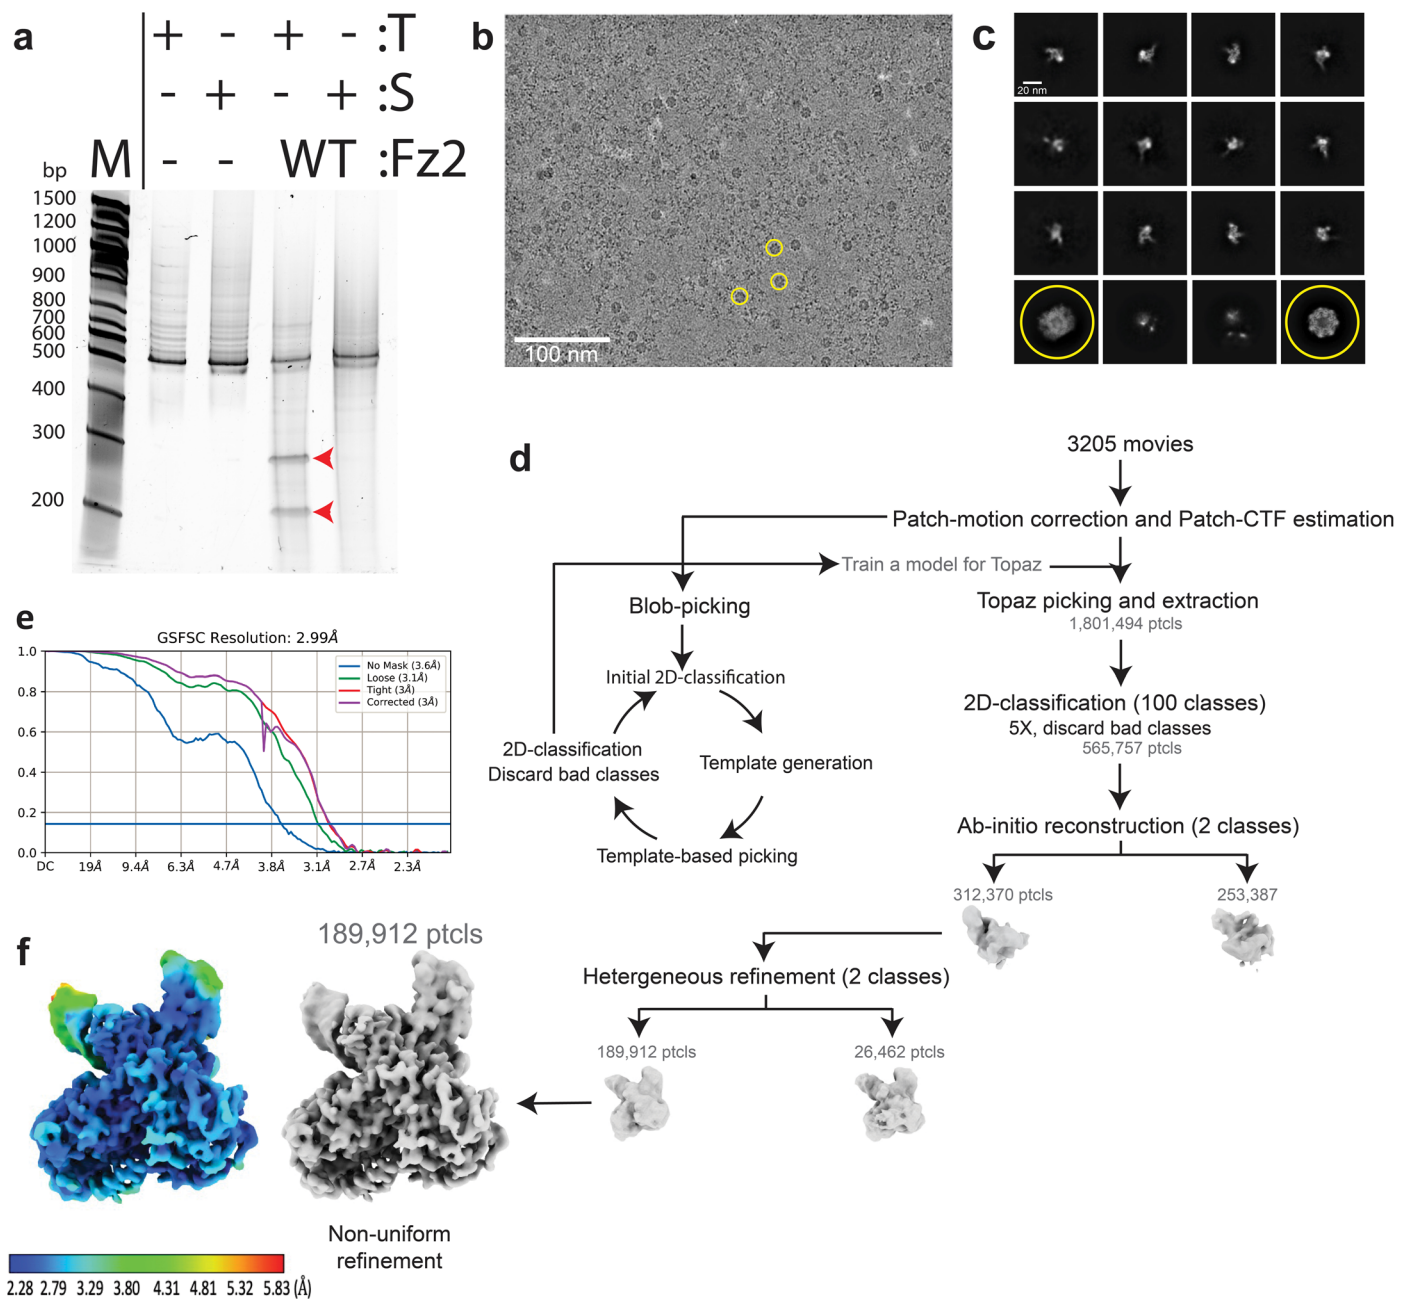 a
+ - + - :T
- + - + :S
M - - WT :Fz2
bp
1500
1200
1000
900
800
700
600
500
400
300
200
b
100 nm
c
20 nm
d
3205 movies
Patch-motion correction and Patch-CTF estimation
Train a model for Topaz
Blob-picking
Topaz picking and extraction
1,801,494 ptcls
Initial 2D-classification
2D-classification (100 classes)
5X, discard bad classes
565,757 ptcls
2D-classification
Discard bad classes
Template generation
Template-based picking
Ab-initio reconstruction (2 classes)
312,370 ptcls
253,387
Hetergeneous refinement (2 classes)
189,912 ptcls
26,462 ptcls
e
GSFSC Resolution: 2.99Å
No Mask (3.6Å)
Loose (3.1Å)
Tight (3Å)
Corrected (3Å)
1.0
0.8
0.6
0.4
0.2
0.0
DC 19Å 9.4Å 6.3Å 4.7Å 3.8Å 3.1Å 2.7Å 2.3Å
f
189,912 ptcls
Non-uniform
refinement
2.28 2.79 3.29 3.80 4.31 4.81 5.32 5.83 (Å)